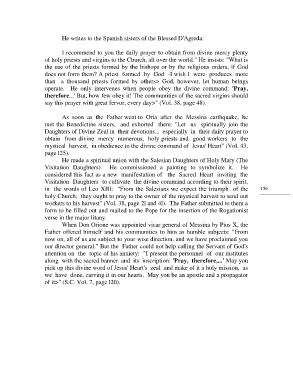 He writes to the Spanish sisters of the Blessed D'Agreda:
I recommend to you the daily prayer to obtain from divine mercy plenty
of holy priests and virgins to the Church, all over the world." He insists: "What is
the use of the priests formed by the bishop or by the religious orders, if God
does not form them? A priest formed by God -I wish I were produces more
than a thousand priests formed by others> God, however, let human beings
operate. He only intervenes when people obey the divine command: 'Pray,
therefore...' But, how few obey it! The communities of the sacred virgins should
say this prayer with great fervor, every day>" (Vol. 38, page 48).
As soon as the Father went to Oria after the Messina earthquake, he
met the Benedictine sisters, and exhorted them: "Let us spiritually join the
Daughters of Divine Zeal in their devotions... especially in their daily prayer to
obtain from divine mercy numerous, holy priests and good workers to the
mystical harvest, in obedience to the divine command of Jesus' Heart" (Vol. 43,
page 125).
He made a spiritual union with the Salesian Daughters of Holy Mary (The
Visitation Daughters). He commissioned a painting to symbolize it. He
considered this fact as a new manifestation of the Sacred Heart inviting the
Visitation Daughters to cultivate the divine command according to their spirit,
in the words of Leo XIII: "From the Salesians we expect the triumph of the
holy Church; they ought to pray to the owner of the mystical harvest to send out
workers to his harvest" (Vol. 38, page 21 and 41). The Father submitted to them a
form to be filled out and mailed to the Pope for the insertion of the Rogationist
verse in the major litany.
When Don Orione was appointed vicar general of Messina by Pius X, the
Father offered himself and his communities to him as humble subjects: "From
now on, all of us are subject to your wise direction, and we have proclaimed you
our director general." But the Father could not help calling the Servant of God's
attention on the topic of his anxiety: "I present the personnel of our institutes
along with the sacred banner and its inscription: 'Pray, therefore....' May you
pick up this divine word of Jesus' Heart's zeal and make of it a holy mission, as
we have done, carving it in our hearts. May you be an apostle and a propagator
of it>" (S.C. Vol. 7, page 120).
156